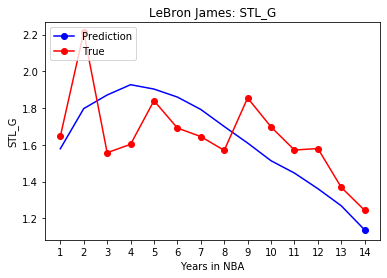 LeBron James: STL_G
Prediction
True
2.2
2.0
1.8
1.6
1.4
1.2
STL_G
1 2 3 4 5 6 7 8 9 10 11 12 13 14
Years in NBA